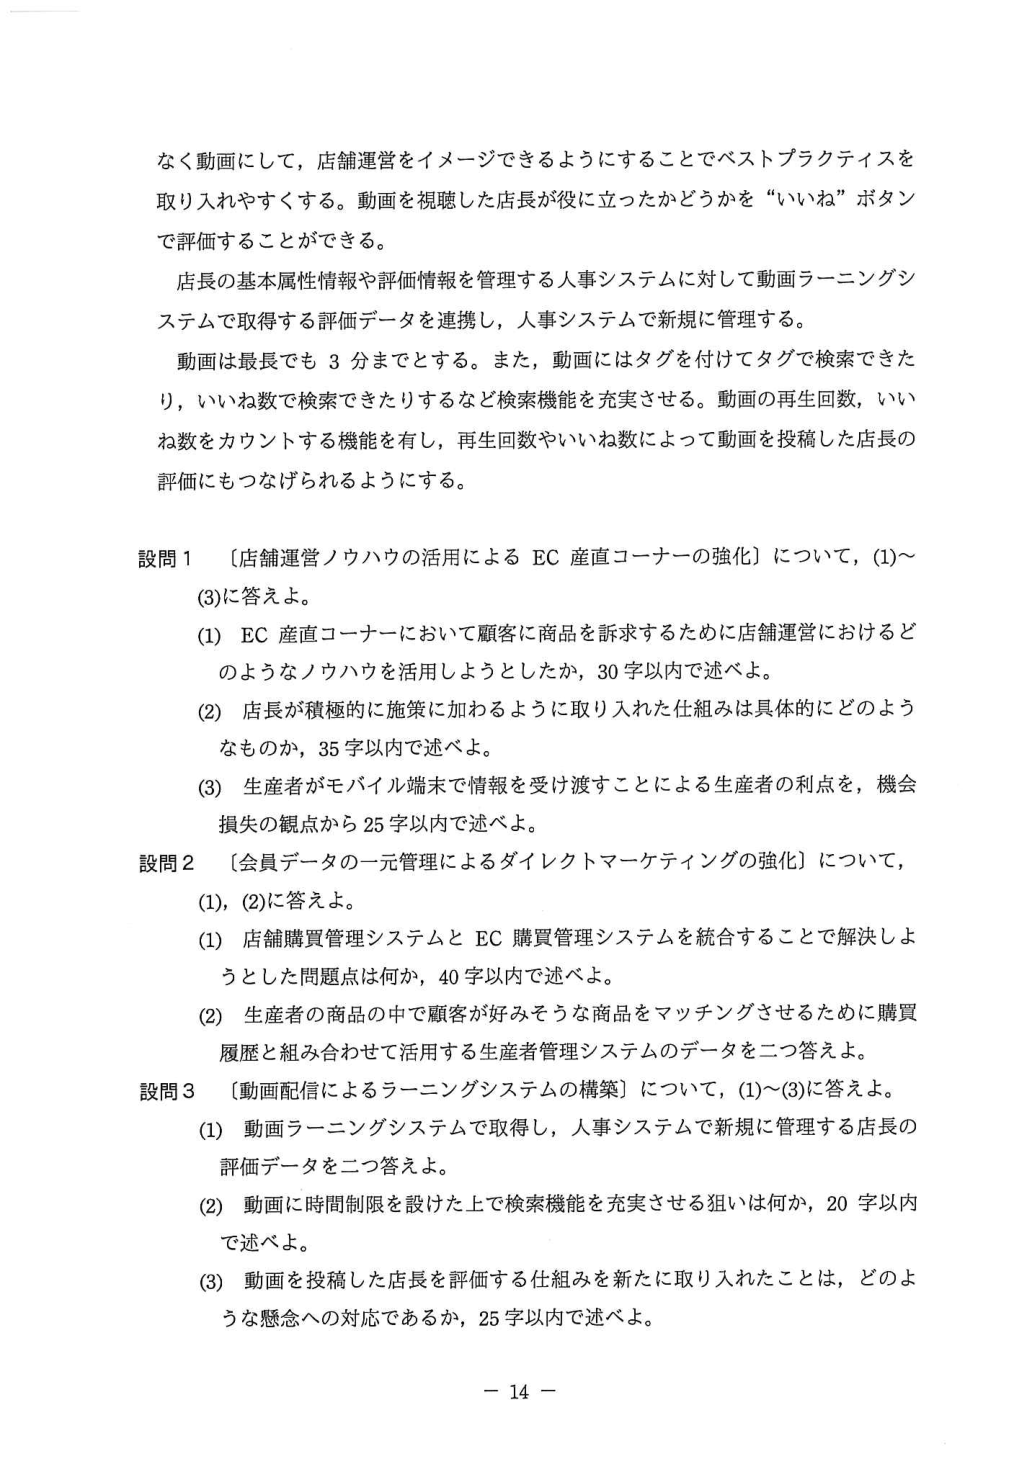 なく動画にして，店舗運営をイメージできるようにすることでベストプラクティスを
取り入れやすくする。動画を視聴した店長が役に立ったかどうかを“いいね”ボタン
で評価することができる。
店長の基本属性情報や評価情報を管理する人事システムに対して動画ラーニングシ
ステムで取得する評価データを連携し，人事システムで新規に管理する。
動画は最長でも 3 分までとする。また，動画にはタグを付けてタグで検索できた
り，いいね数で検索できたりするなど検索機能を充実させる。動画の再生回数，いい
ね数をカウントする機能を有し，再生回数やいいね数によって動画を投稿した店長の
評価にもつなげられるようにする。
設問1 〔店舗運営ノウハウの活用による EC 産直コーナーの強化〕について，(1)～
(3)に答えよ。
(1) EC 産直コーナーにおいて顧客に商品を訴求するために店舗運営におけるど
のようなノウハウを活用しようとしたか，30 字以内で述べよ。
(2) 店長が積極的に施策に加わるように取り入れた仕組みは具体的にどのよう
なものか，35 字以内で述べよ。
(3) 生産者がモバイル端末で情報を受け渡すことによる生産者の利点を，機会
損失の観点から 25 字以内で述べよ。
設問2 〔会員データの一元管理によるダイレクトマーケティングの強化〕について，
(1)，(2)に答えよ。
(1) 店舗購買管理システムと EC 購買管理システムを統合することで解決しよ
うとした問題点は何か，40 字以内で述べよ。
(2) 生産者の商品の中で顧客が好みそうな商品をマッチングさせるために購買
履歴と組み合わせて活用する生産者管理システムのデータを二つ答えよ。
設問3 〔動画配信によるラーニングシステムの構築〕について，(1)～(3)に答えよ。
(1) 動画ラーニングシステムで取得し，人事システムで新規に管理する店長の
評価データを二つ答えよ。
(2) 動画に時間制限を設けた上で検索機能を充実させる狙いは何か，20 字以内
で述べよ。
(3) 動画を投稿した店長を評価する仕組みを新たに取り入れたことは，どのよ
うな懸念への対応であるか，25 字以内で述べよ。
－ 14 －